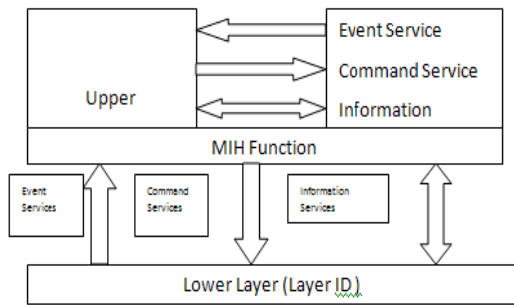 Event Service
Command Service
Upper
Information
MIH Function
Event
Services
Command
Services
Information
Services
Lower Layer (Layer ID )